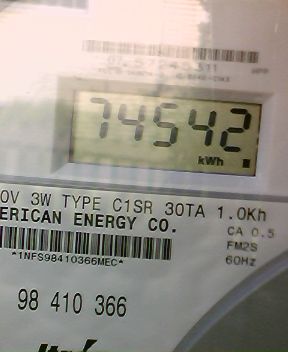 74542
kWh
0V 3W TYPE C1SR 30TA 1.0Kh
ERICAN ENERGY CO.
CA 0.5
FM2S
60Hz
*1NFS98410366MEC*
98 410 366